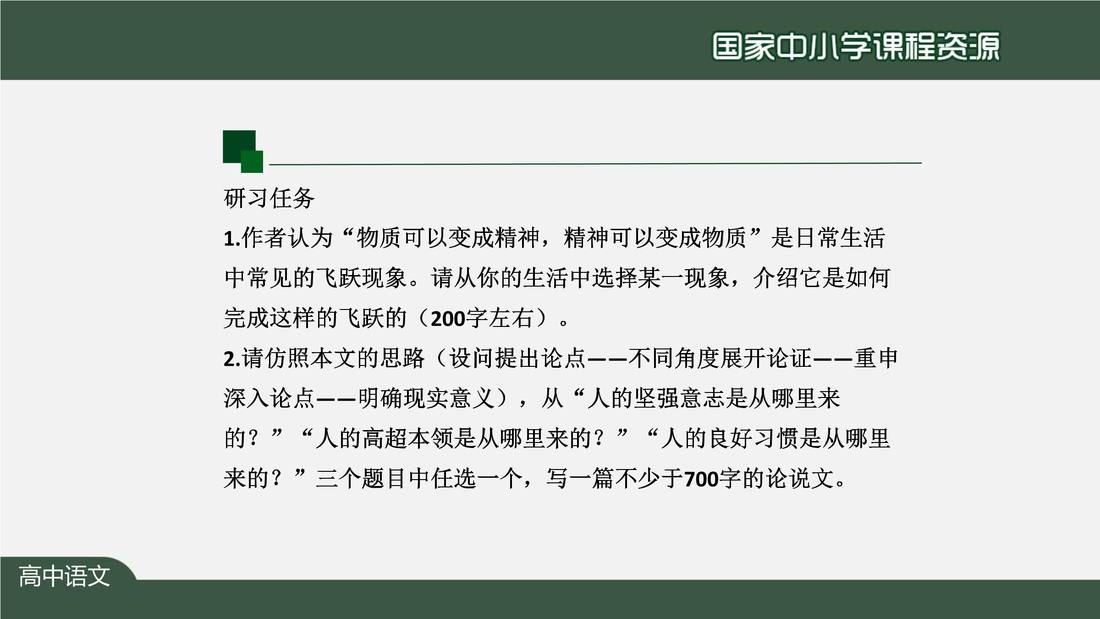 国家中小学课程资源
研习任务
1.作者认为“物质可以变成精神，精神可以变成物质”是日常生活
中常见的飞跃现象。请从你的生活中选择某一现象，介绍它是如何
完成这样的飞跃的（200字左右）。
2.请仿照本文的思路（设问提出论点——不同角度展开论证——重申
深入论点——明确现实意义），从“人的坚强意志是从哪里来
的？”“人的高超本领是从哪里来的？”“人的良好习惯是从哪里
来的？”三个题目中任选一个，写一篇不少于700字的论说文。
高中语文